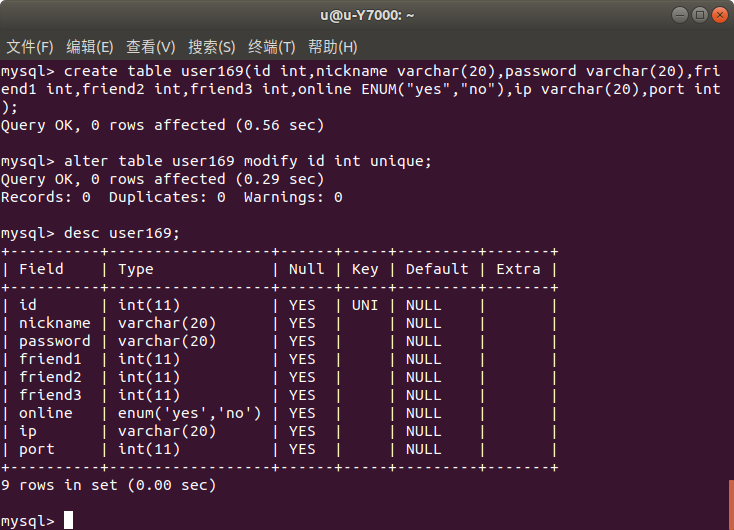 u@u-Y7000: ~
文件(F) 编辑(E) 查看(V) 搜索(S) 终端(T) 帮助(H)
mysql> create table user169(id int,nickname varchar(20),password varchar(20),fri
end1 int,friend2 int,friend3 int,online ENUM("yes","no"),ip varchar(20),port int
);
Query OK, 0 rows affected (0.56 sec)

mysql> alter table user169 modify id int unique;
Query OK, 0 rows affected (0.29 sec)
Records: 0  Duplicates: 0  Warnings: 0

mysql> desc user169;
+----------+------------------+------+-----+---------+-------+
| Field    | Type             | Null | Key | Default | Extra |
+----------+------------------+------+-----+---------+-------+
| id       | int(11)          | YES  | UNI | NULL    |       |
| nickname | varchar(20)      | YES  |     | NULL    |       |
| password | varchar(20)      | YES  |     | NULL    |       |
| friend1  | int(11)          | YES  |     | NULL    |       |
| friend2  | int(11)          | YES  |     | NULL    |       |
| friend3  | int(11)          | YES  |     | NULL    |       |
| online   | enum('yes','no') | YES  |     | NULL    |       |
| ip       | varchar(20)      | YES  |     | NULL    |       |
| port     | int(11)          | YES  |     | NULL    |       |
+----------+------------------+------+-----+---------+-------+
9 rows in set (0.00 sec)

mysql>